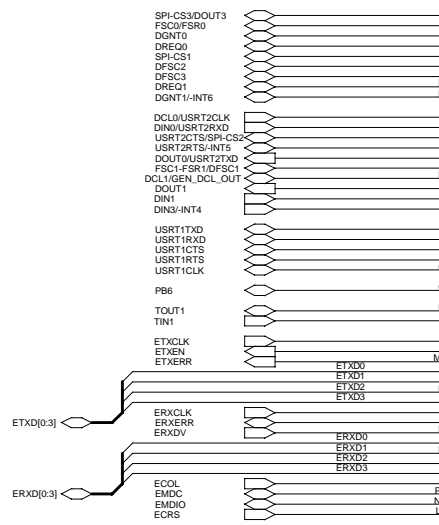 SPI-CS3/DOUT3
FSC0/FSR0
DGNT0
DREQ0
SPI-CS1
DFSC2
DFSC3
DREQ1
DGNT1/-INT6
DCL0/USRT2CLK
DIN0/USRT2RXD
USRT2CTS/SPI-CS2
USRT2RTS/-INT5
DOUT0/USRT2TXD
FSC1-FSR1/DFSC1
DCL1/GEN_DCL_OUT
DOUT1
DIN1
DIN3/-INT4
USRT1TXD
USRT1RXD
USRT1CTS
USRT1RTS
USRT1CLK
PB6
TOUT1
TIN1
ETXCLK
ETXEN
ETXERR
ETXD0
ETXD1
ETXD2
ETXD3
ETXD[0:3]
ERXCLK
ERXERR
ERXDV
ERXD0
ERXD1
ERXD2
ERXD3
ERXD[0:3]
ECOL
EMDC
EMDIO
ECRS